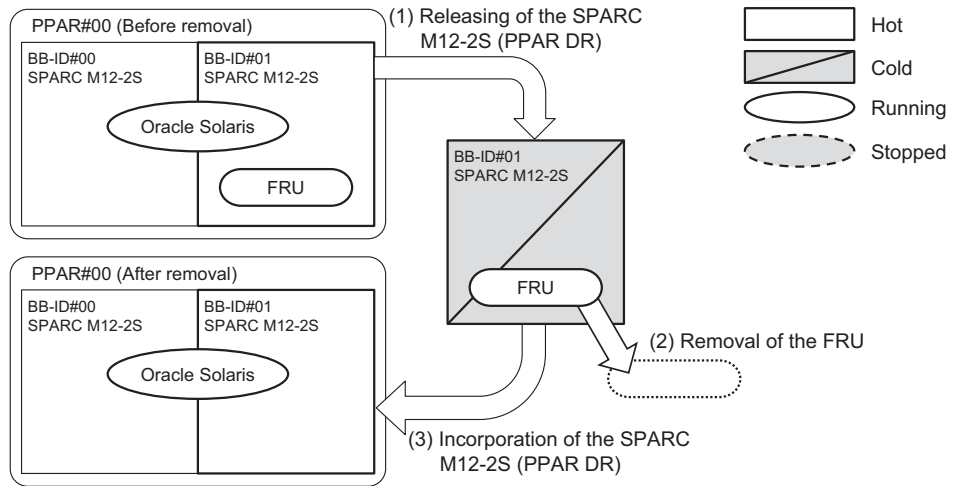 PPAR#00 (Before removal)
BB-ID#00
SPARC M12-2S
BB-ID#01
SPARC M12-2S
Oracle Solaris
FRU
(1) Releasing of the SPARC
M12-2S (PPAR DR)
Hot
Cold
Running
Stopped
BB-ID#01
SPARC M12-2S
FRU
(2) Removal of the FRU
PPAR#00 (After removal)
BB-ID#00
SPARC M12-2S
BB-ID#01
SPARC M12-2S
Oracle Solaris
(3) Incorporation of the SPARC
M12-2S (PPAR DR)